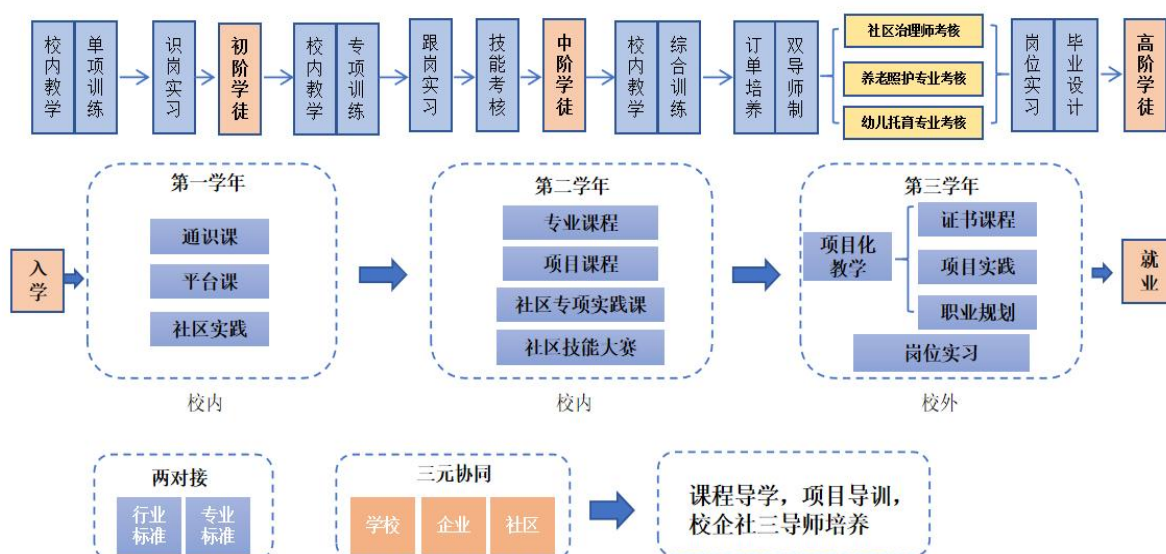 校内教学
单项训练
识岗实习
初阶学徒
校内教学
专项训练
跟岗实习
技能考核
中阶学徒
校内教学
综合训练
订单培养
双导师制
社区治理师考核
养老照护专业考核
幼儿托育专业考核
岗位实习
毕业设计
高阶学徒
入学
第一学年
通识课
平台课
社区实践
校内
第二学年
专业课程
项目课程
社区专项实践课
社区技能大赛
校内
第三学年
项目化
教学
证书课程
项目实践
职业规划
岗位实习
校外
就业
两对接
行业
标准
专业
标准
三元协同
学校
企业
社区
课程导学，项目导训，
校企社三导师培养